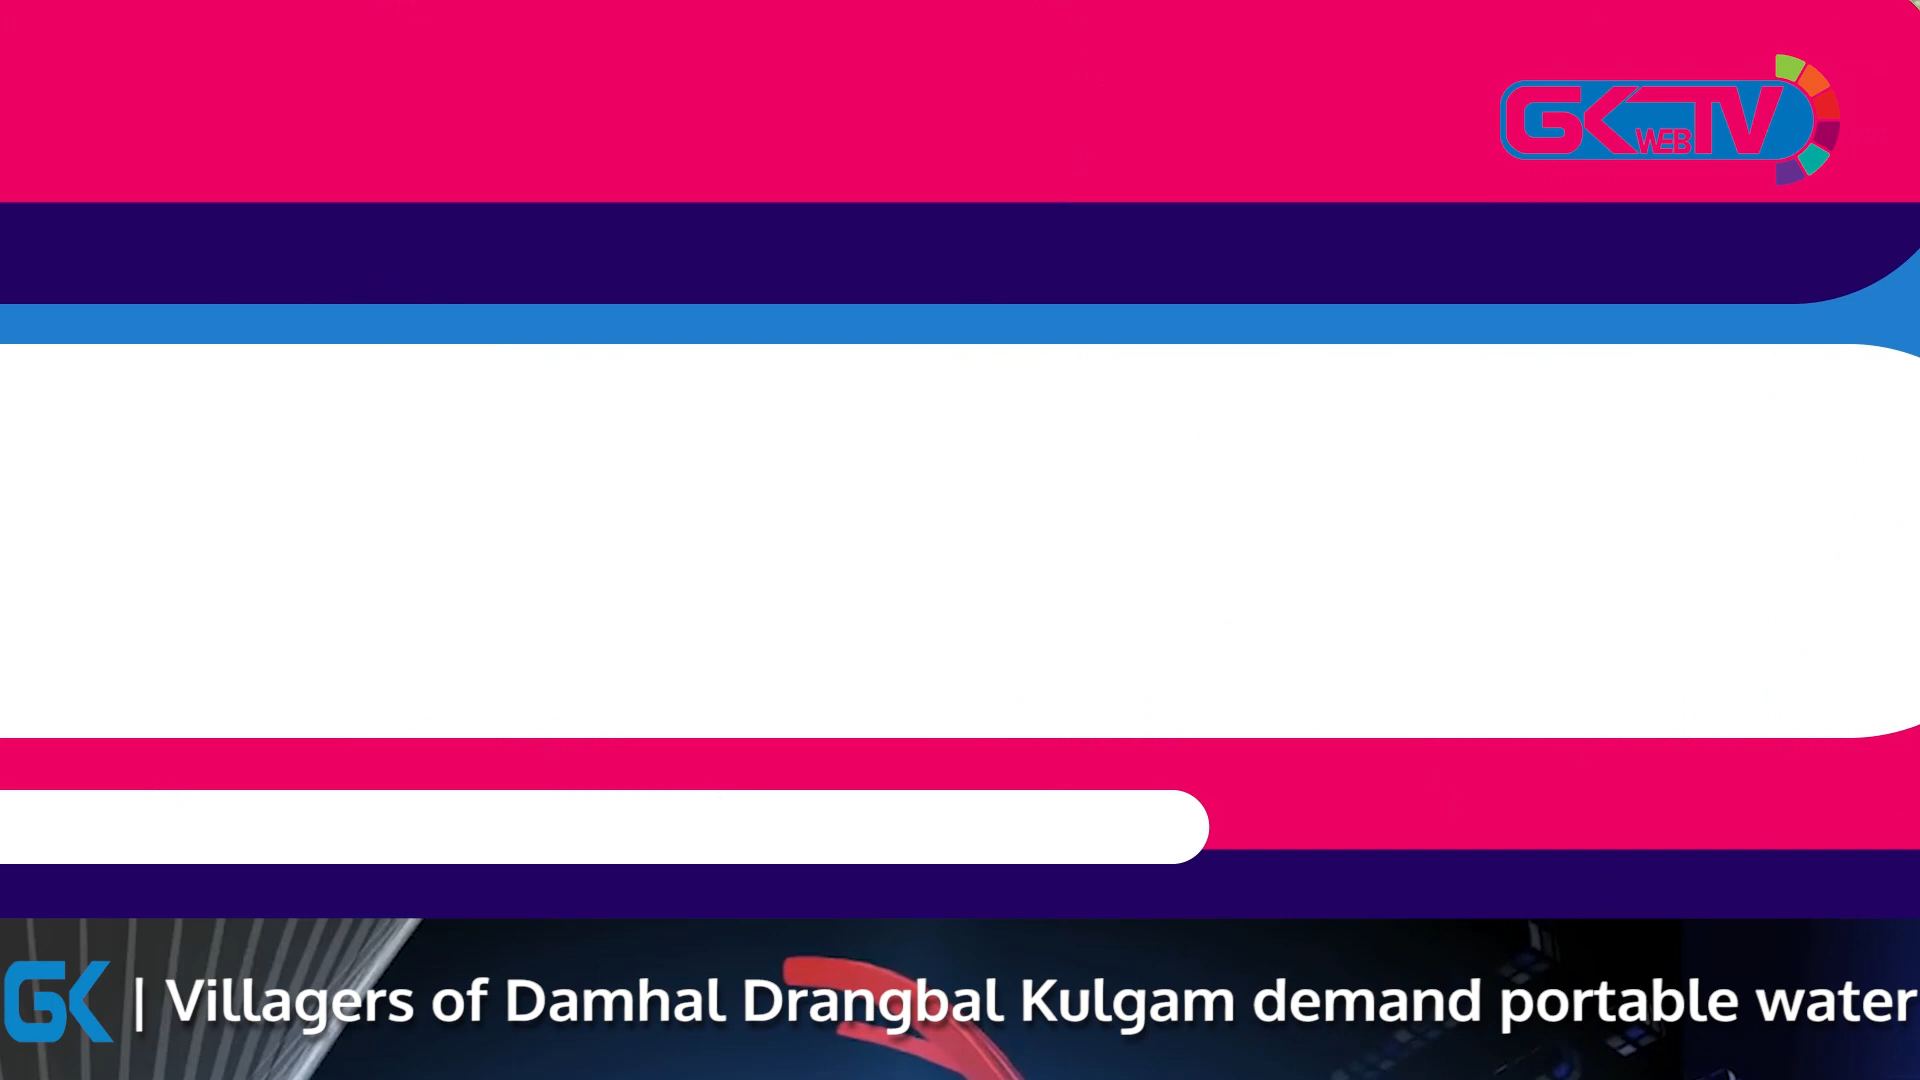 GK WEB TV
GK | Villagers of Damhal Drangbal Kulgam demand portable water